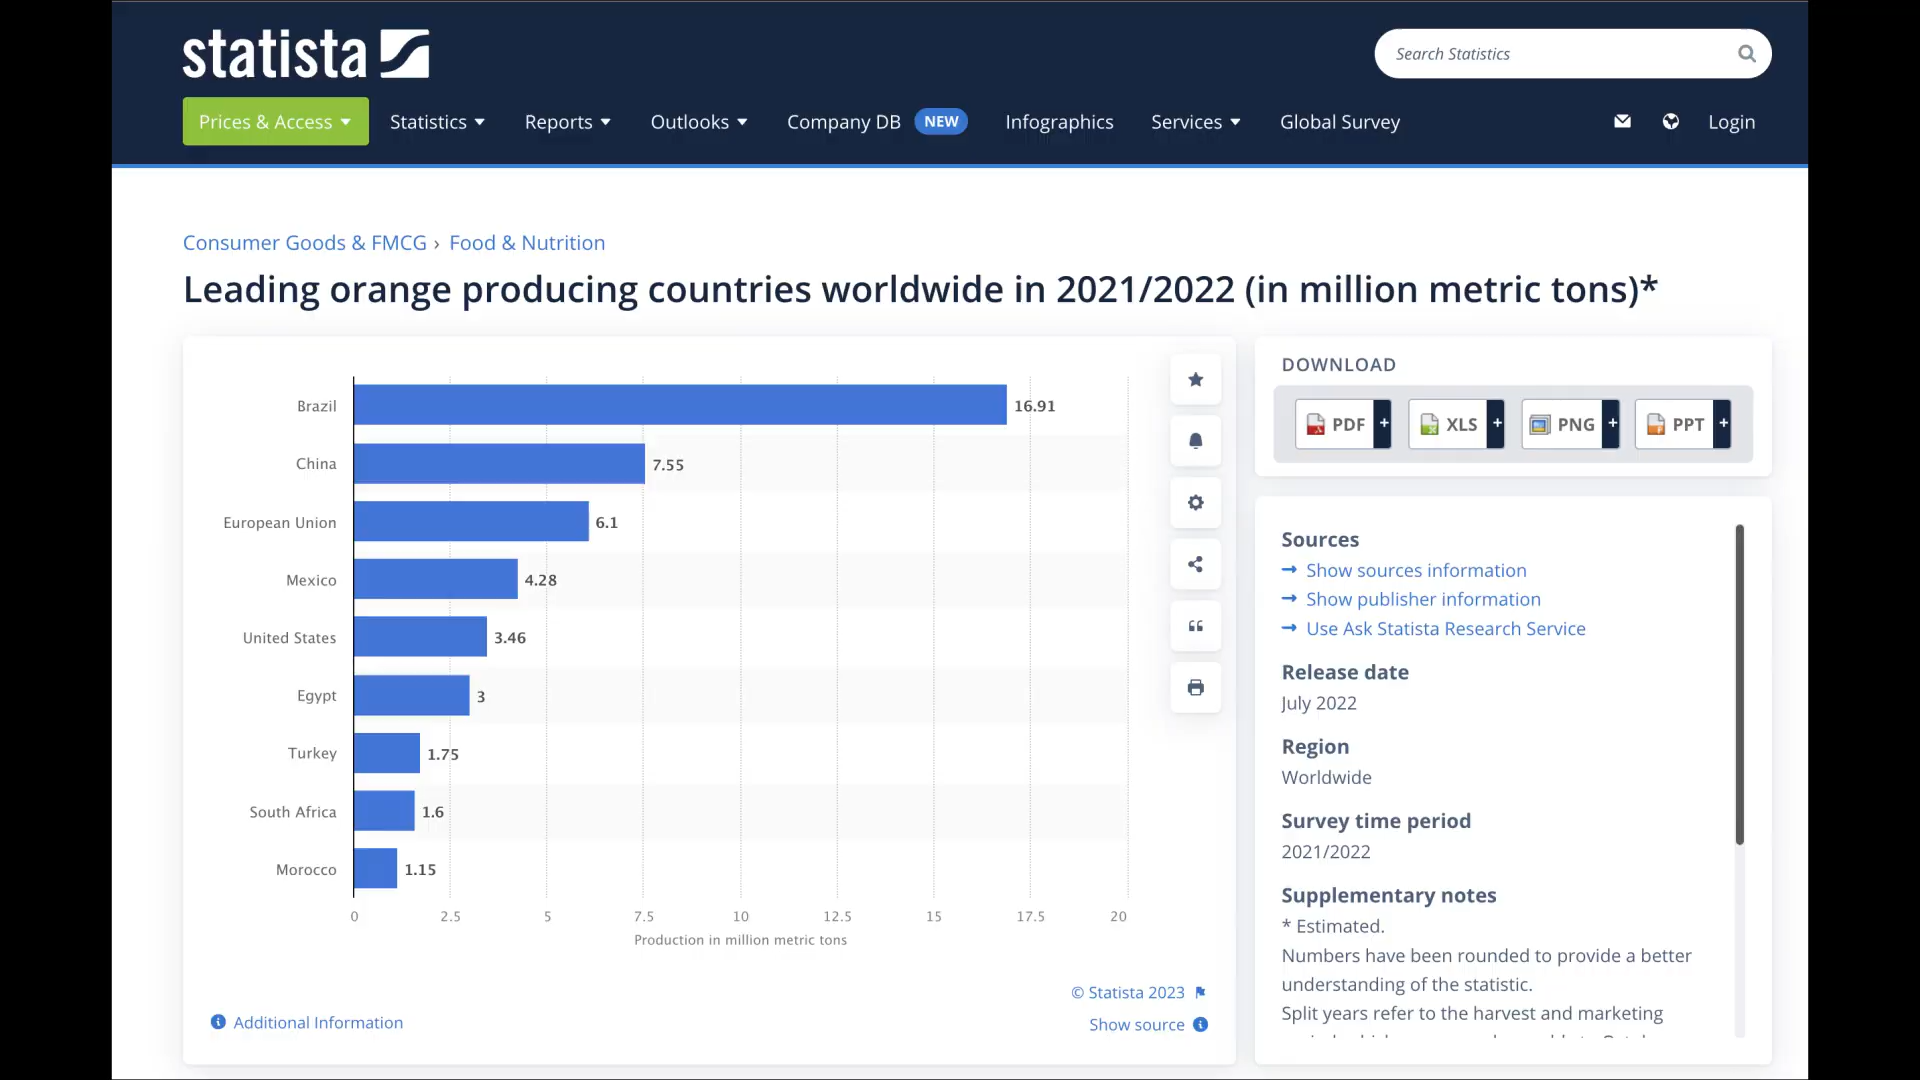 statista
Search Statistics
Prices & Access
Statistics
Reports
Outlooks
Company DB NEW
Infographics
Services
Global Survey
Login
Consumer Goods & FMCG › Food & Nutrition
Leading orange producing countries worldwide in 2021/2022 (in million metric tons)*
Brazil 16.91
China 7.55
European Union 6.1
Mexico 4.28
United States 3.46
Egypt 3
Turkey 1.75
South Africa 1.6
Morocco 1.15
0 2.5 5 7.5 10 12.5 15 17.5 20
Production in million metric tons
© Statista 2023
Additional Information
Show source
DOWNLOAD
PDF + XLS + PNG + PPT +
Sources
→ Show sources information
→ Show publisher information
→ Use Ask Statista Research Service
Release date
July 2022
Region
Worldwide
Survey time period
2021/2022
Supplementary notes
* Estimated.
Numbers have been rounded to provide a better
understanding of the statistic.
Split years refer to the harvest and marketing